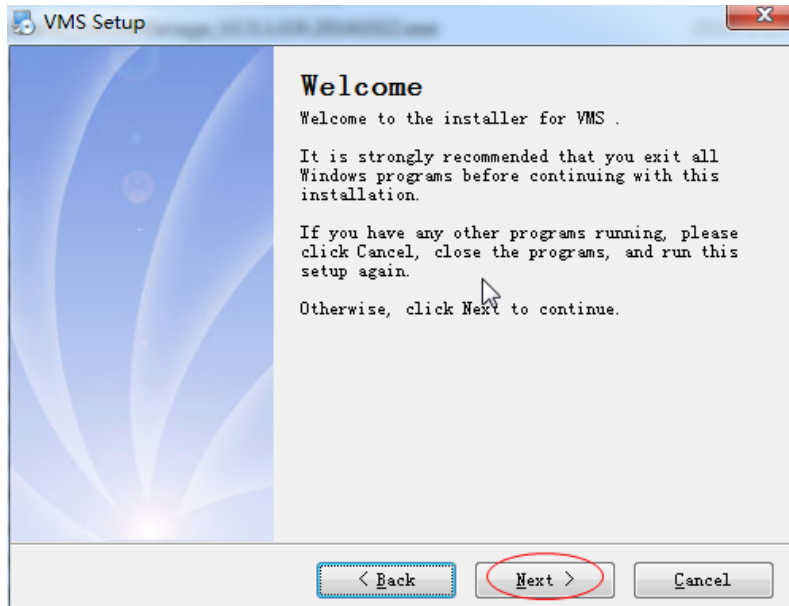 VMS Setup
Welcome
Welcome to the installer for VMS .
It is strongly recommended that you exit all
Windows programs before continuing with this
installation.
If you have any other programs running, please
click Cancel, close the programs, and run this
setup again.
Otherwise, click Next to continue.
< Back
Next >
Cancel